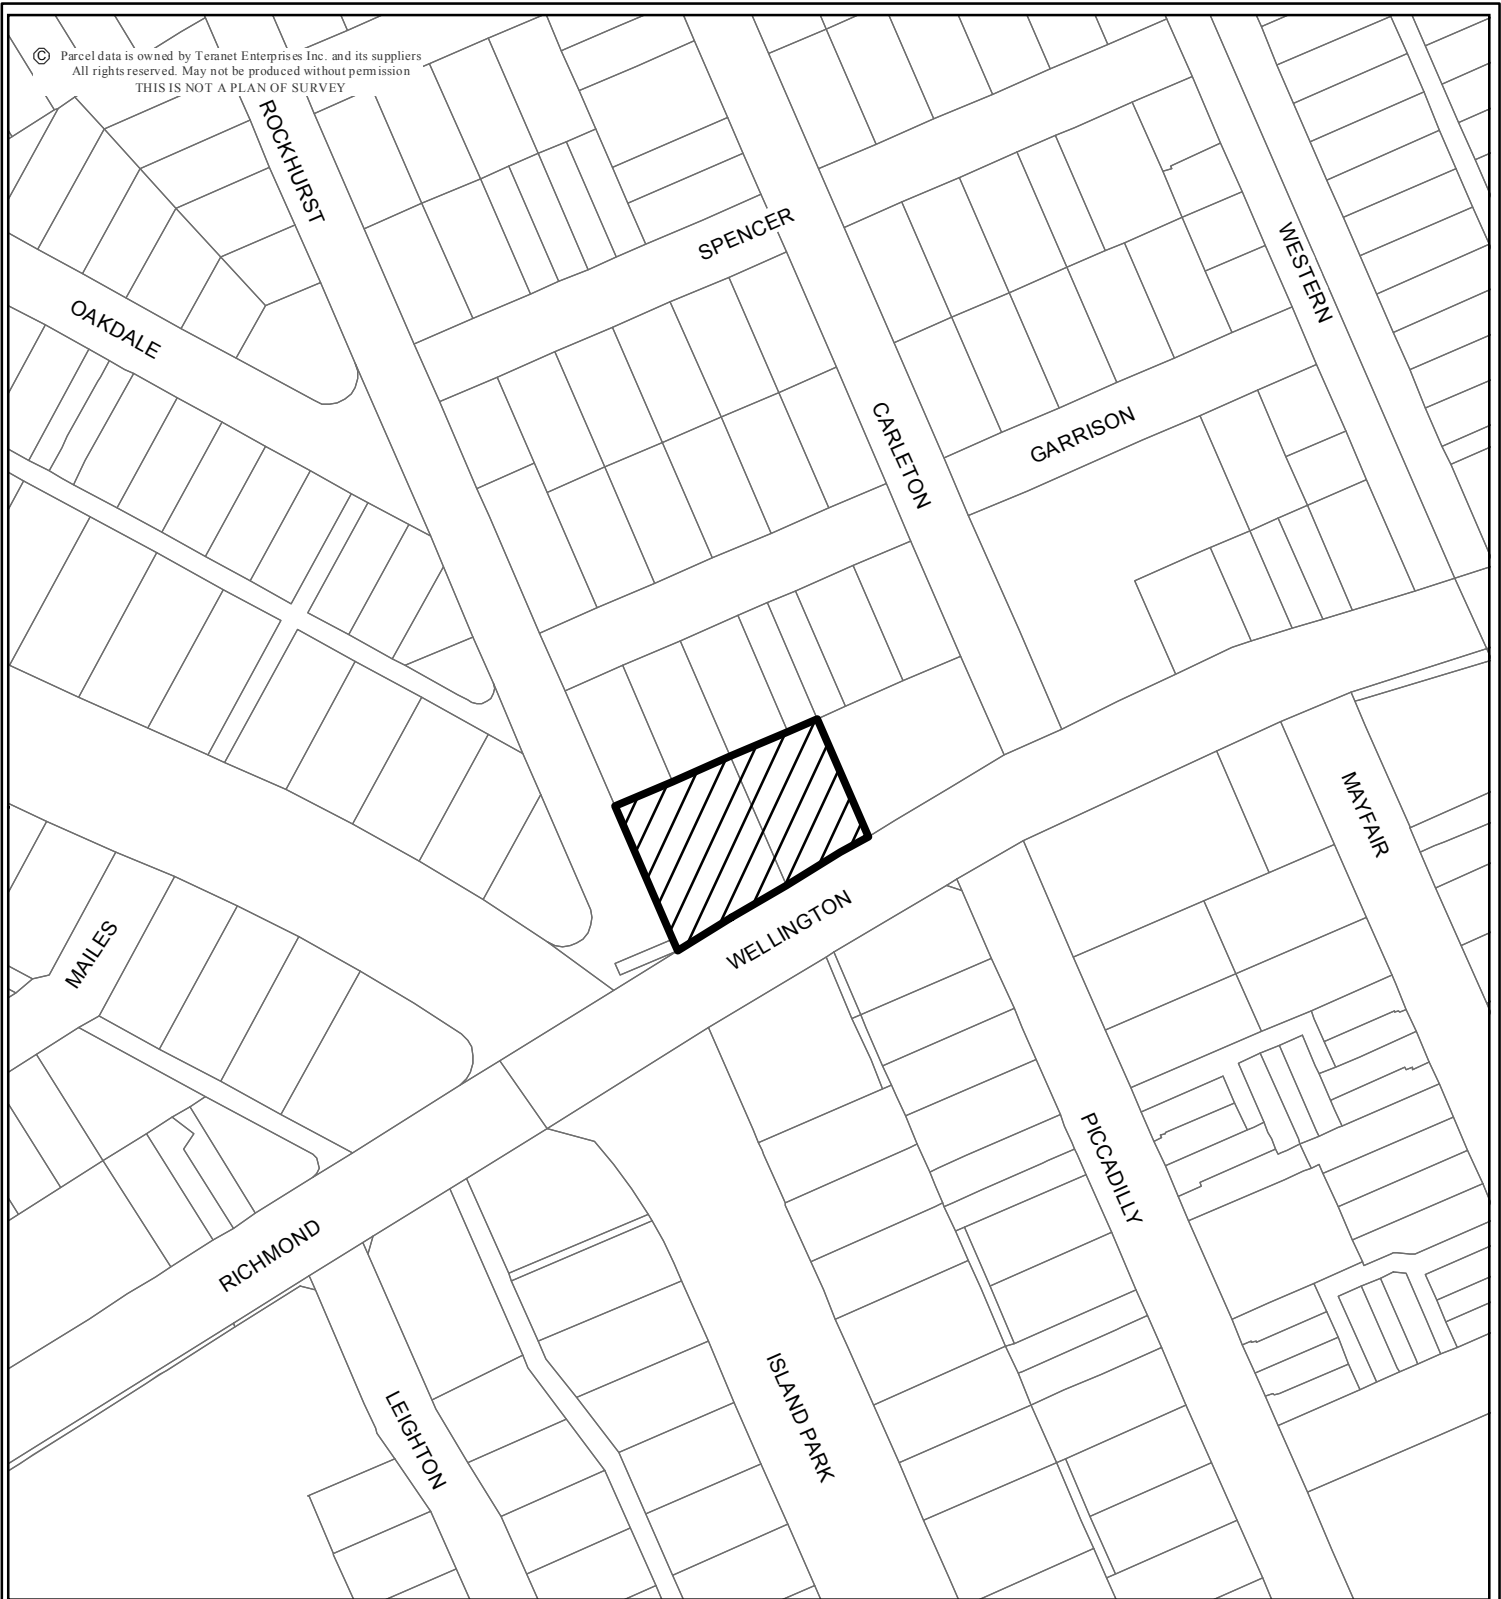 © Parcel data is owned by Teranet Enterprises Inc. and its suppliers
All rights reserved. May not be produced without permission
THIS IS NOT A PLAN OF SURVEY
ROCKHURST
SPENCER
WESTERN
OAKDALE
CARLETON
GARRISON
MAYFAIR
WELLINGTON
MAILES
PICCADILLY
RICHMOND
ISLAND PARK
LEIGHTON